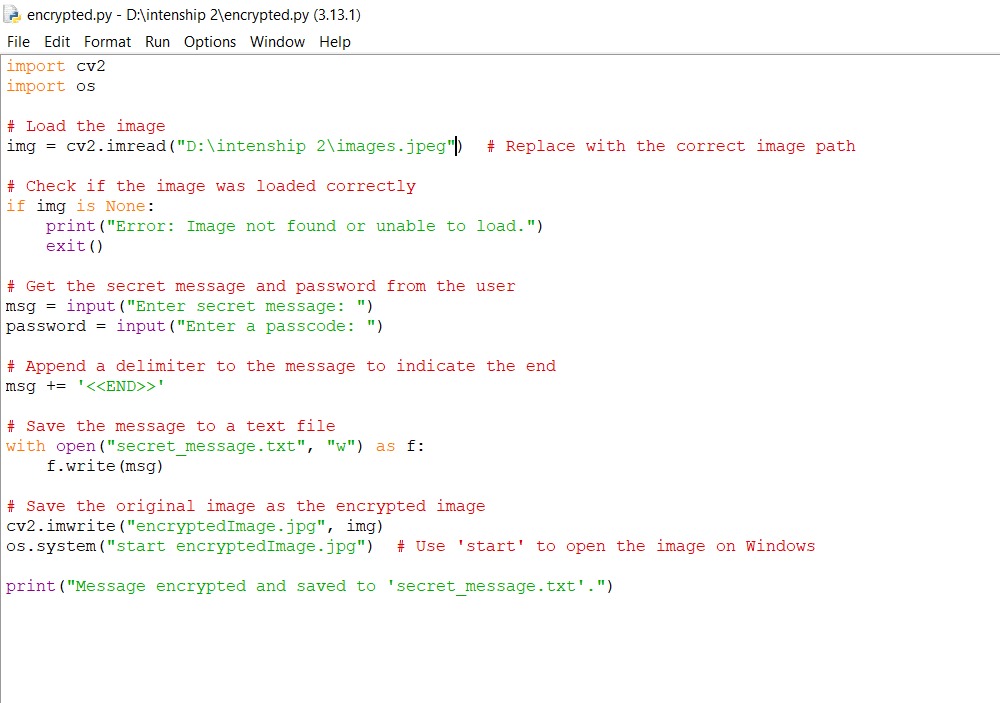 encrypted.py - D:\intenship 2\encrypted.py (3.13.1)
File Edit Format Run Options Window Help
import cv2
import os
# Load the image
img = cv2.imread("D:\intenship 2\images.jpeg")  # Replace with the correct image path
# Check if the image was loaded correctly
if img is None:
    print("Error: Image not found or unable to load.")
    exit()
# Get the secret message and password from the user
msg = input("Enter secret message: ")
password = input("Enter a passcode: ")
# Append a delimiter to the message to indicate the end
msg += '<<END>>'
# Save the message to a text file
with open("secret_message.txt", "w") as f:
    f.write(msg)
# Save the original image as the encrypted image
cv2.imwrite("encryptedImage.jpg", img)
os.system("start encryptedImage.jpg")  # Use 'start' to open the image on Windows
print("Message encrypted and saved to 'secret_message.txt'.")